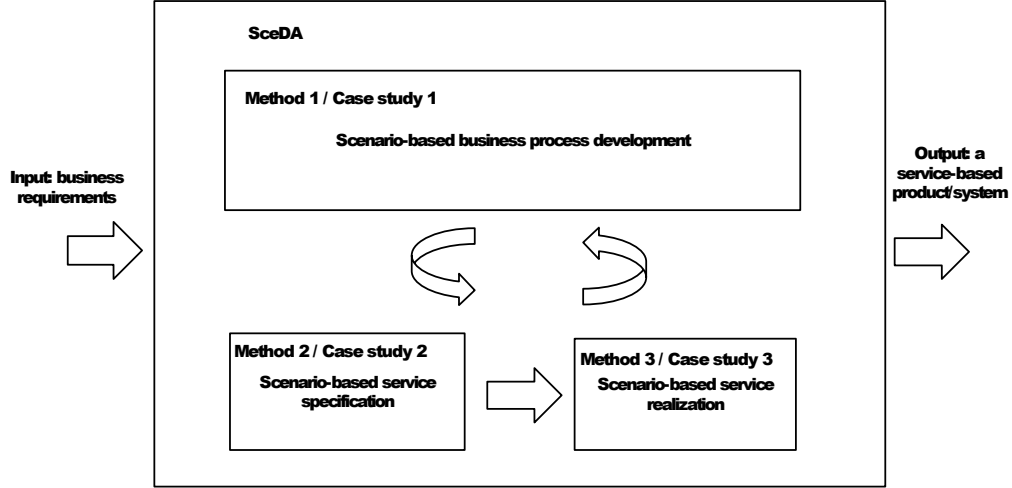 SceDA
Method 1 / Case study 1
Scenario-based business process development
Input: business
requirements
Output: a
service-based
product/system
Method 2 / Case study 2
Scenario-based service
specification
Method 3 / Case study 3
Scenario-based service
realization